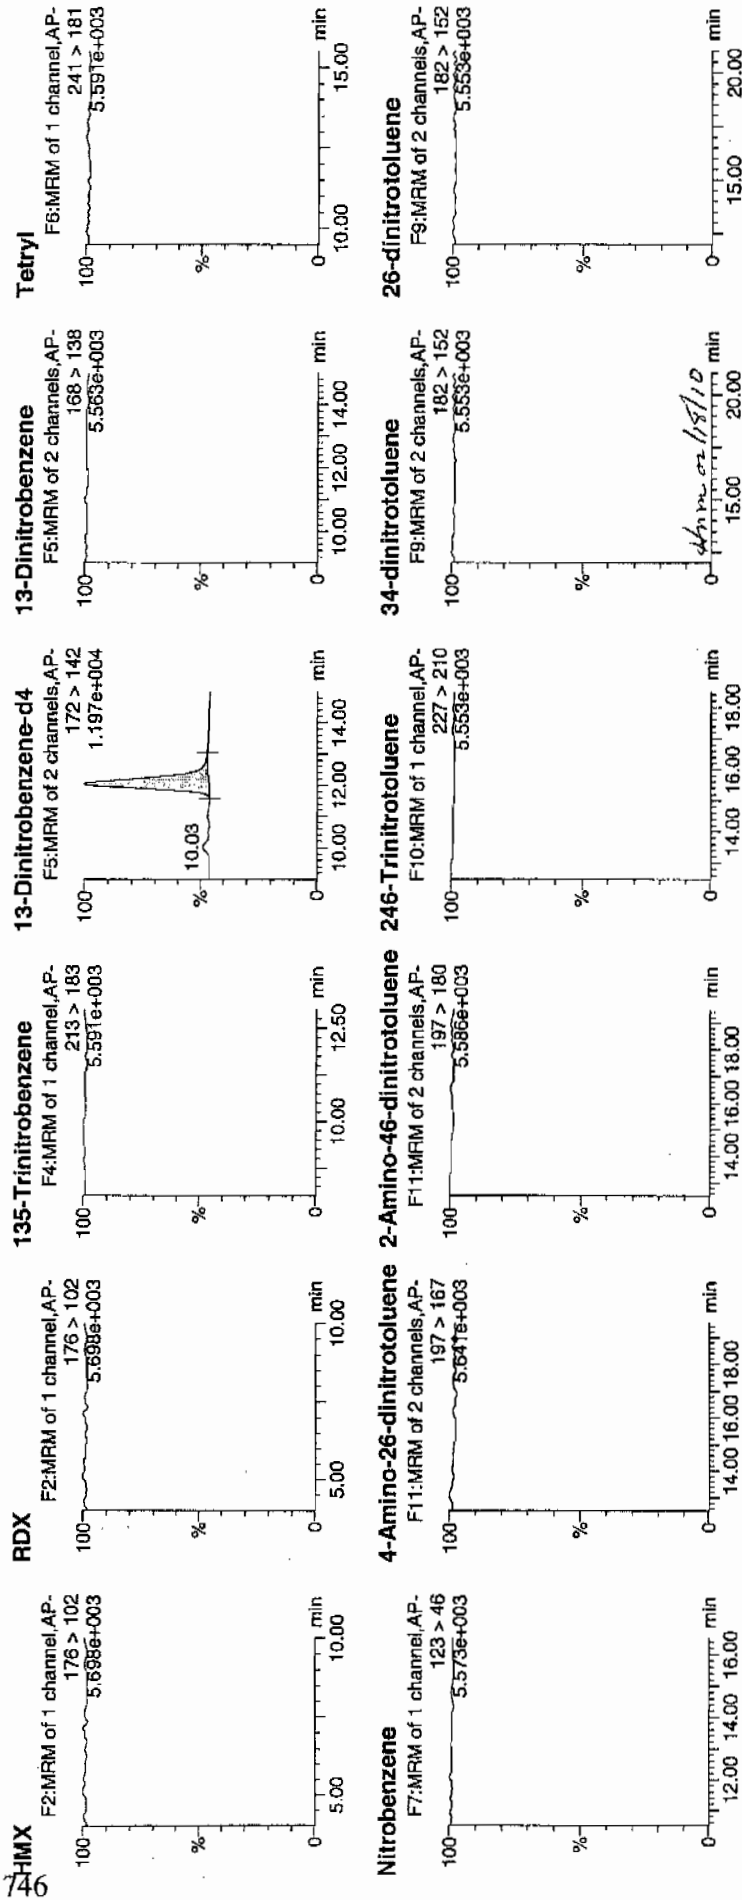 HMX
F2:MRM of 1 channel,AP-
176 > 102
5.698e+003
100
%
0
5.00
10.00
min
RDX
F2:MRM of 1 channel,AP-
176 > 102
5.698e+003
100
%
0
5.00
10.00
min
135-Trinitrobenzene
F4:MRM of 1 channel,AP-
213 > 183
5.591e+003
100
%
0
10.00
12.50
min
13-Dinitrobenzene-d4
F5:MRM of 2 channels,AP-
172 > 142
1.197e+004
100
%
10.03
0
10.00
12.00
14.00
min
13-Dinitrobenzene
F5:MRM of 2 channels,AP-
168 > 138
5.563e+003
100
%
0
10.00
12.00
14.00
min
Tetryl
F6:MRM of 1 channel,AP-
241 > 181
5.591e+003
100
%
0
10.00
15.00
min
Nitrobenzene
F7:MRM of 1 channel,AP-
123 > 46
5.573e+003
100
%
0
12.00
14.00
16.00
min
4-Amino-26-dinitrotoluene
F11:MRM of 2 channels,AP-
197 > 167
5.641e+003
100
%
0
14.00
16.00
18.00
min
2-Amino-46-dinitrotoluene
F11:MRM of 2 channels,AP-
197 > 180
5.586e+003
100
%
0
14.00
16.00
18.00
min
246-Trinitrotoluene
F10:MRM of 1 channel,AP-
227 > 210
5.553e+003
100
%
0
14.00
16.00
18.00
min
34-dinitrotoluene
F9:MRM of 2 channels,AP-
182 > 152
5.553e+003
100
%
0
15.00
20.00
min
26-dinitrotoluene
F9:MRM of 2 channels,AP-
182 > 152
5.553e+003
100
%
0
15.00
20.00
min
746